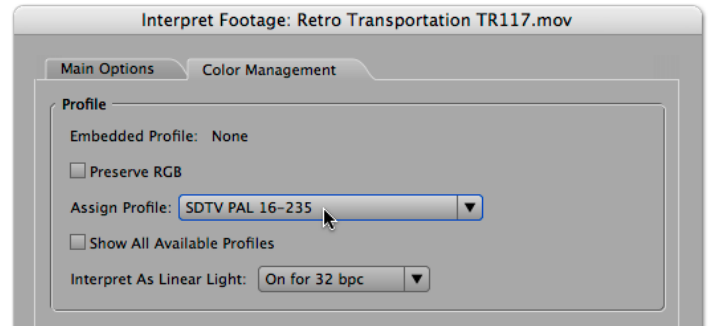 Interpret Footage: Retro Transportation TR117.mov
Main Options
Color Management
Profile
Embedded Profile: None
Preserve RGB
Assign Profile: SDTV PAL 16-235
Show All Available Profiles
Interpret As Linear Light: On for 32 bpc